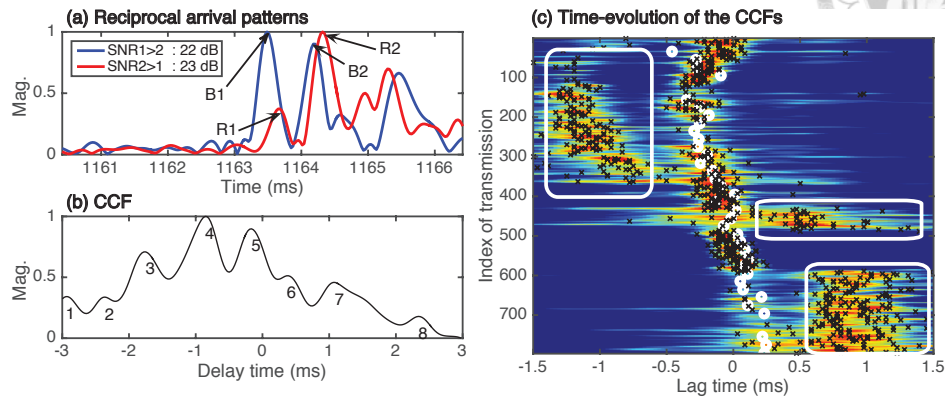 (a) Reciprocal arrival patterns
SNR1>2 : 22 dB
SNR2>1 : 23 dB
B1
R1
B2
R2
Mag.
1
0.5
0
1161 1162 1163 1164 1165 1166
Time (ms)
(b) CCF
Mag.
1
0.5
0
1 2 3 4 5 6 7 8
-3 -2 -1 0 1 2 3
Delay time (ms)
(c) Time-evolution of the CCFs
Index of transmission
100
200
300
400
500
600
700
-1.5 -1 -0.5 0 0.5 1 1.5
Lag time (ms)